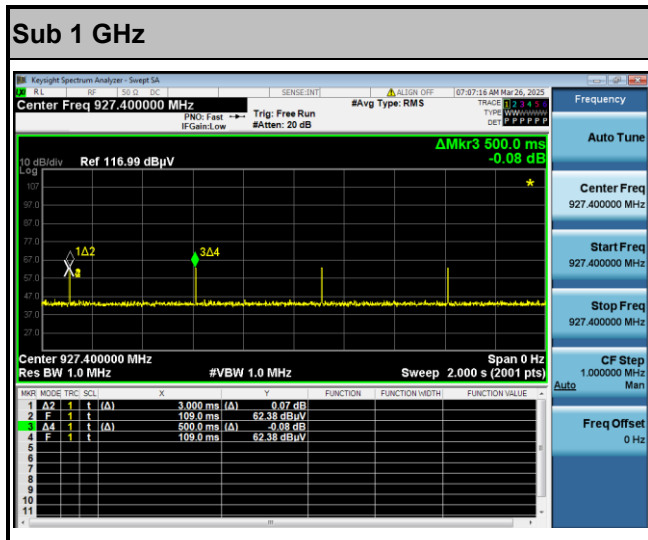 Sub 1 GHz
Keysight Spectrum Analyzer - Swept SA
RL RF 50 Ω DC SENSE:INT ALIGN OFF 07:07:16 AM Mar 26, 2025
Center Freq 927.400000 MHz #Avg Type: RMS TRACE 1 2 3 4 5 6
PNO: Fast Trig: Free Run TYPE WWWWWW
IFGain:Low #Atten: 20 dB DET P P P P P P
ΔMkr3 500.0 ms
-0.08 dB
10 dB/div Ref 116.99 dBµV
Log
107
97.0
87.0
77.0
67.0
57.0
47.0
37.0
27.0
1Δ2
3Δ4
Center 927.400000 MHz Span 0 Hz
Res BW 1.0 MHz #VBW 1.0 MHz Sweep 2.000 s (2001 pts)
MKR MODE TRC SCL X Y FUNCTION FUNCTION WIDTH FUNCTION VALUE
1 Δ2 1 t (Δ) 3.000 ms (Δ) 0.07 dB
2 F 1 t 109.0 ms 62.38 dBµV
3 Δ4 1 t (Δ) 500.0 ms (Δ) -0.08 dB
4 F 1 t 109.0 ms 62.38 dBµV
5
6
7
8
9
10
11
Frequency
Auto Tune
Center Freq
927.400000 MHz
Start Freq
927.400000 MHz
Stop Freq
927.400000 MHz
CF Step
1.000000 MHz
Auto Man
Freq Offset
0 Hz